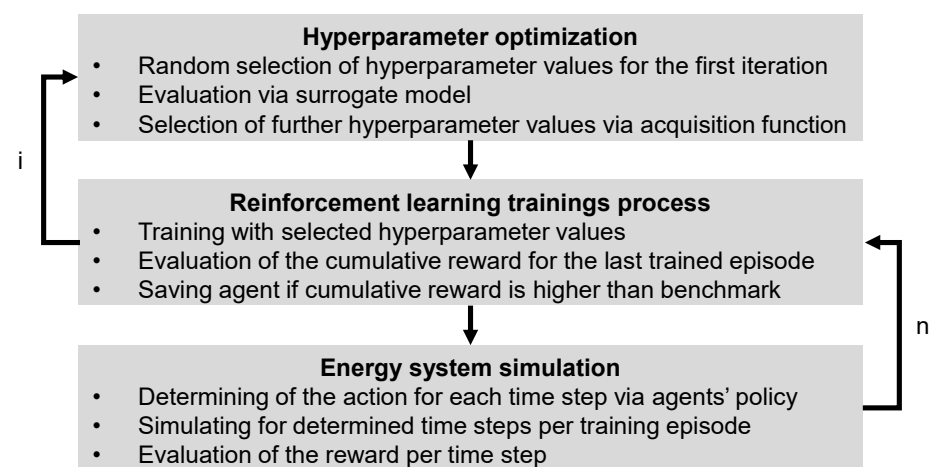 Hyperparameter optimization
• Random selection of hyperparameter values for the first iteration
• Evaluation via surrogate model
• Selection of further hyperparameter values via acquisition function
i
Reinforcement learning trainings process
• Training with selected hyperparameter values
• Evaluation of the cumulative reward for the last trained episode
• Saving agent if cumulative reward is higher than benchmark
n
Energy system simulation
• Determining of the action for each time step via agents' policy
• Simulating for determined time steps per training episode
• Evaluation of the reward per time step